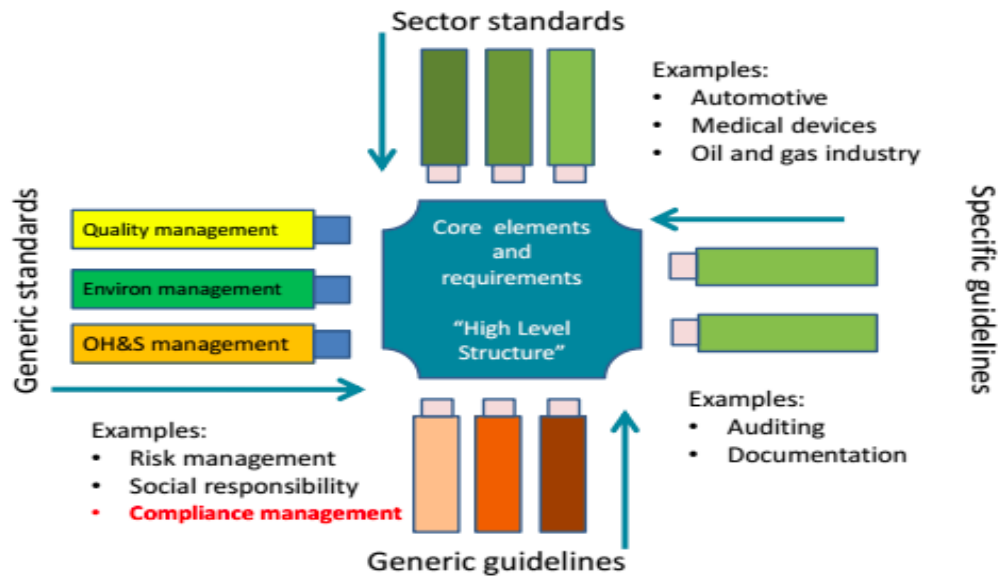 Sector standards
Examples:
• Automotive
• Medical devices
• Oil and gas industry
Generic standards
Quality management
Environ management
OH&S management
Core elements
and
requirements
“High Level
Structure”
Specific guidelines
Examples:
• Risk management
• Social responsibility
• Compliance management
Examples:
• Auditing
• Documentation
Generic guidelines